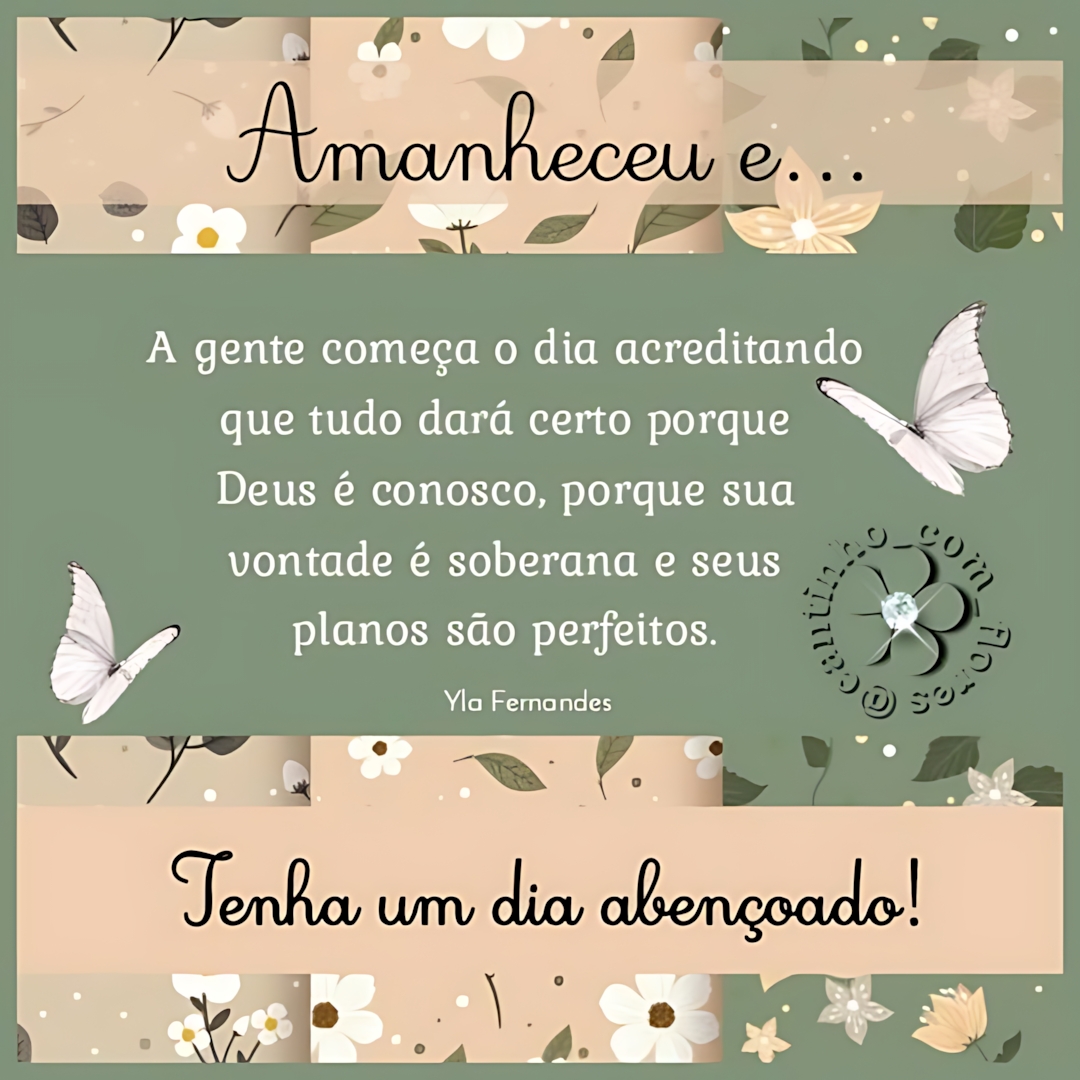 Amanheceu e...
A gente começa o dia acreditando
que tudo dará certo porque
Deus é conosco, porque sua
vontade é soberana e seus
planos são perfeitos.
Yla Fernandes
@cantinho_com_flores
Tenha um dia abençoado!